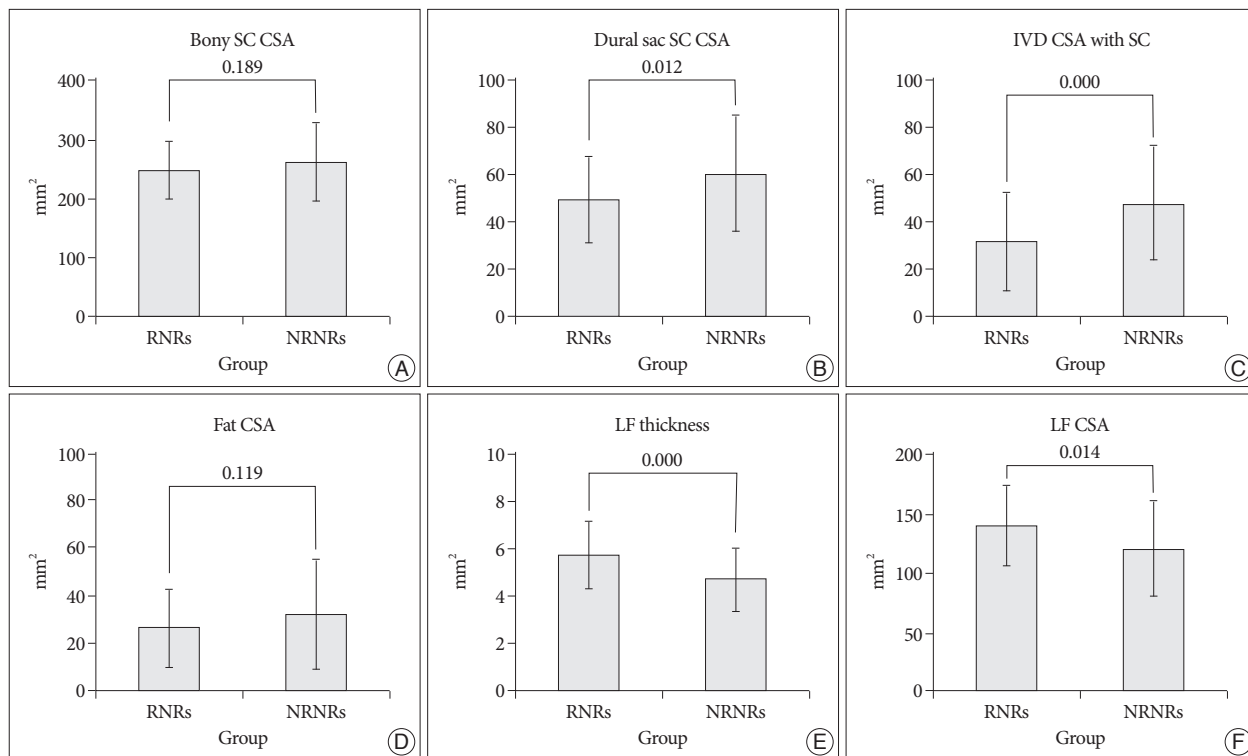 Bony SC CSA
0.189
400
300
200
100
0
mm²
RNRs NRNRs
Group
A
Dural sac SC CSA
0.012
100
80
60
40
20
0
mm²
RNRs NRNRs
Group
B
IVD CSA with SC
0.000
100
80
60
40
20
0
mm²
RNRs NRNRs
Group
C
Fat CSA
0.119
100
80
60
40
20
0
mm²
RNRs NRNRs
Group
D
LF thickness
0.000
10
8
6
4
2
0
mm²
RNRs NRNRs
Group
E
LF CSA
0.014
200
150
100
50
0
mm²
RNRs NRNRs
Group
F